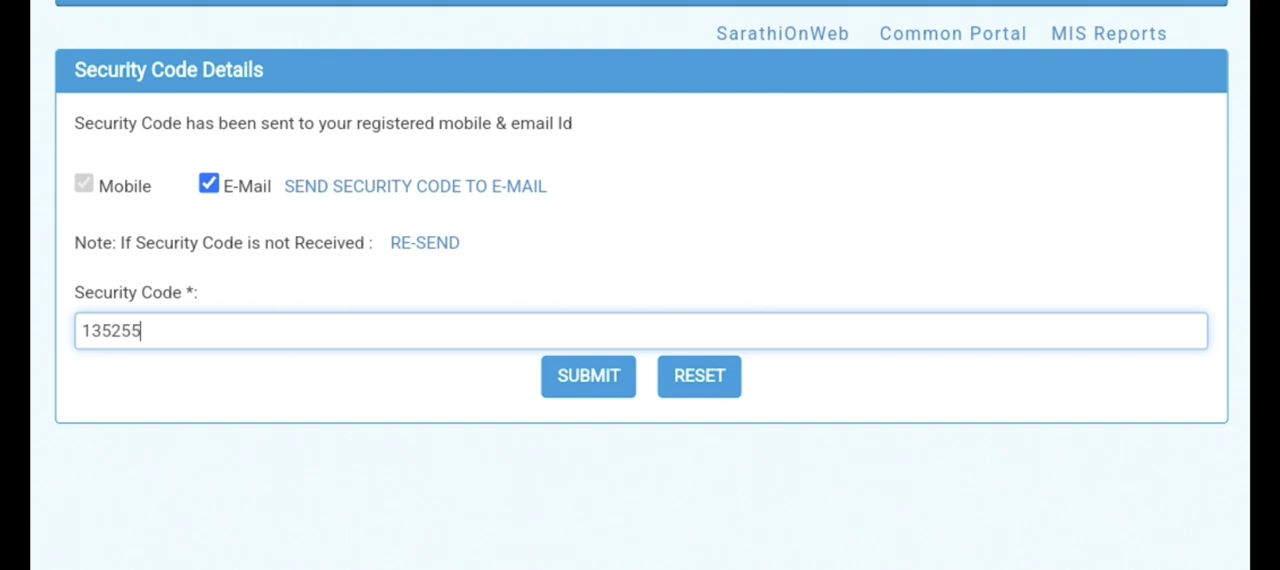 SarathiOnWeb Common Portal MIS Reports
Security Code Details
Security Code has been sent to your registered mobile & email Id
Mobile E-Mail SEND SECURITY CODE TO E-MAIL
Note: If Security Code is not Received : RE-SEND
Security Code *:
135255
SUBMIT RESET